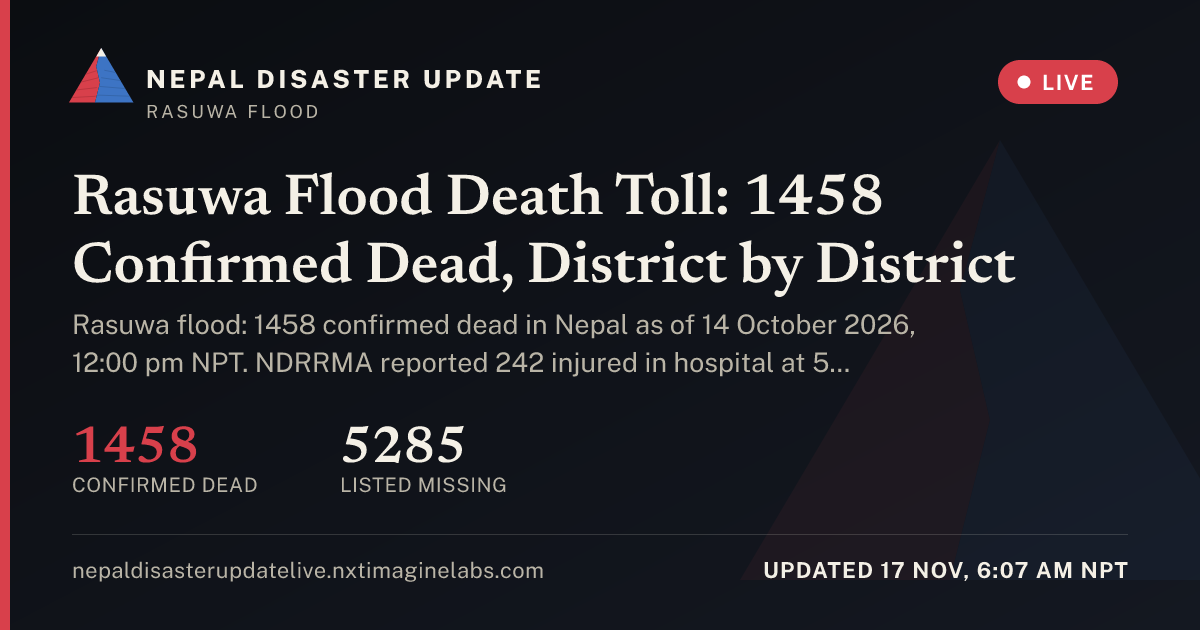 NEPAL DISASTER UPDATE
RASUWA FLOOD
LIVE
Rasuwa Flood Death Toll: 1458
Confirmed Dead, District by District
Rasuwa flood: 1458 confirmed dead in Nepal as of 14 October 2026,
12:00 pm NPT. NDRRMA reported 242 injured in hospital at 5…
1458
CONFIRMED DEAD
5285
LISTED MISSING
nepaldisasterupdatelive.nxtimaginelabs.com
UPDATED 17 NOV, 6:07 AM NPT